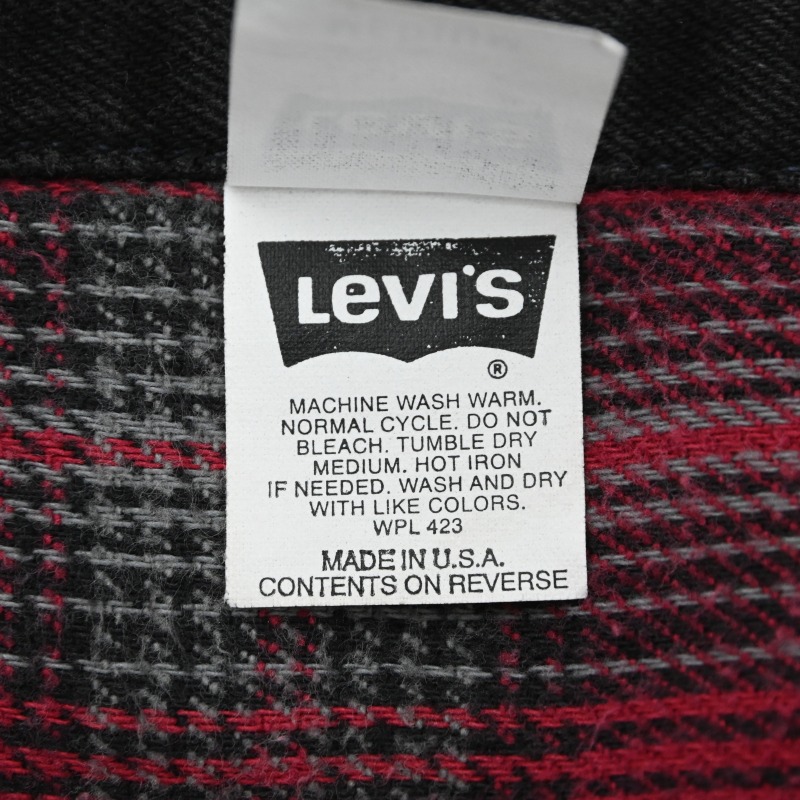 Levi's
®
MACHINE WASH WARM.
NORMAL CYCLE. DO NOT
BLEACH. TUMBLE DRY
MEDIUM. HOT IRON
IF NEEDED. WASH AND DRY
WITH LIKE COLORS.
WPL 423
MADE IN U.S.A.
CONTENTS ON REVERSE